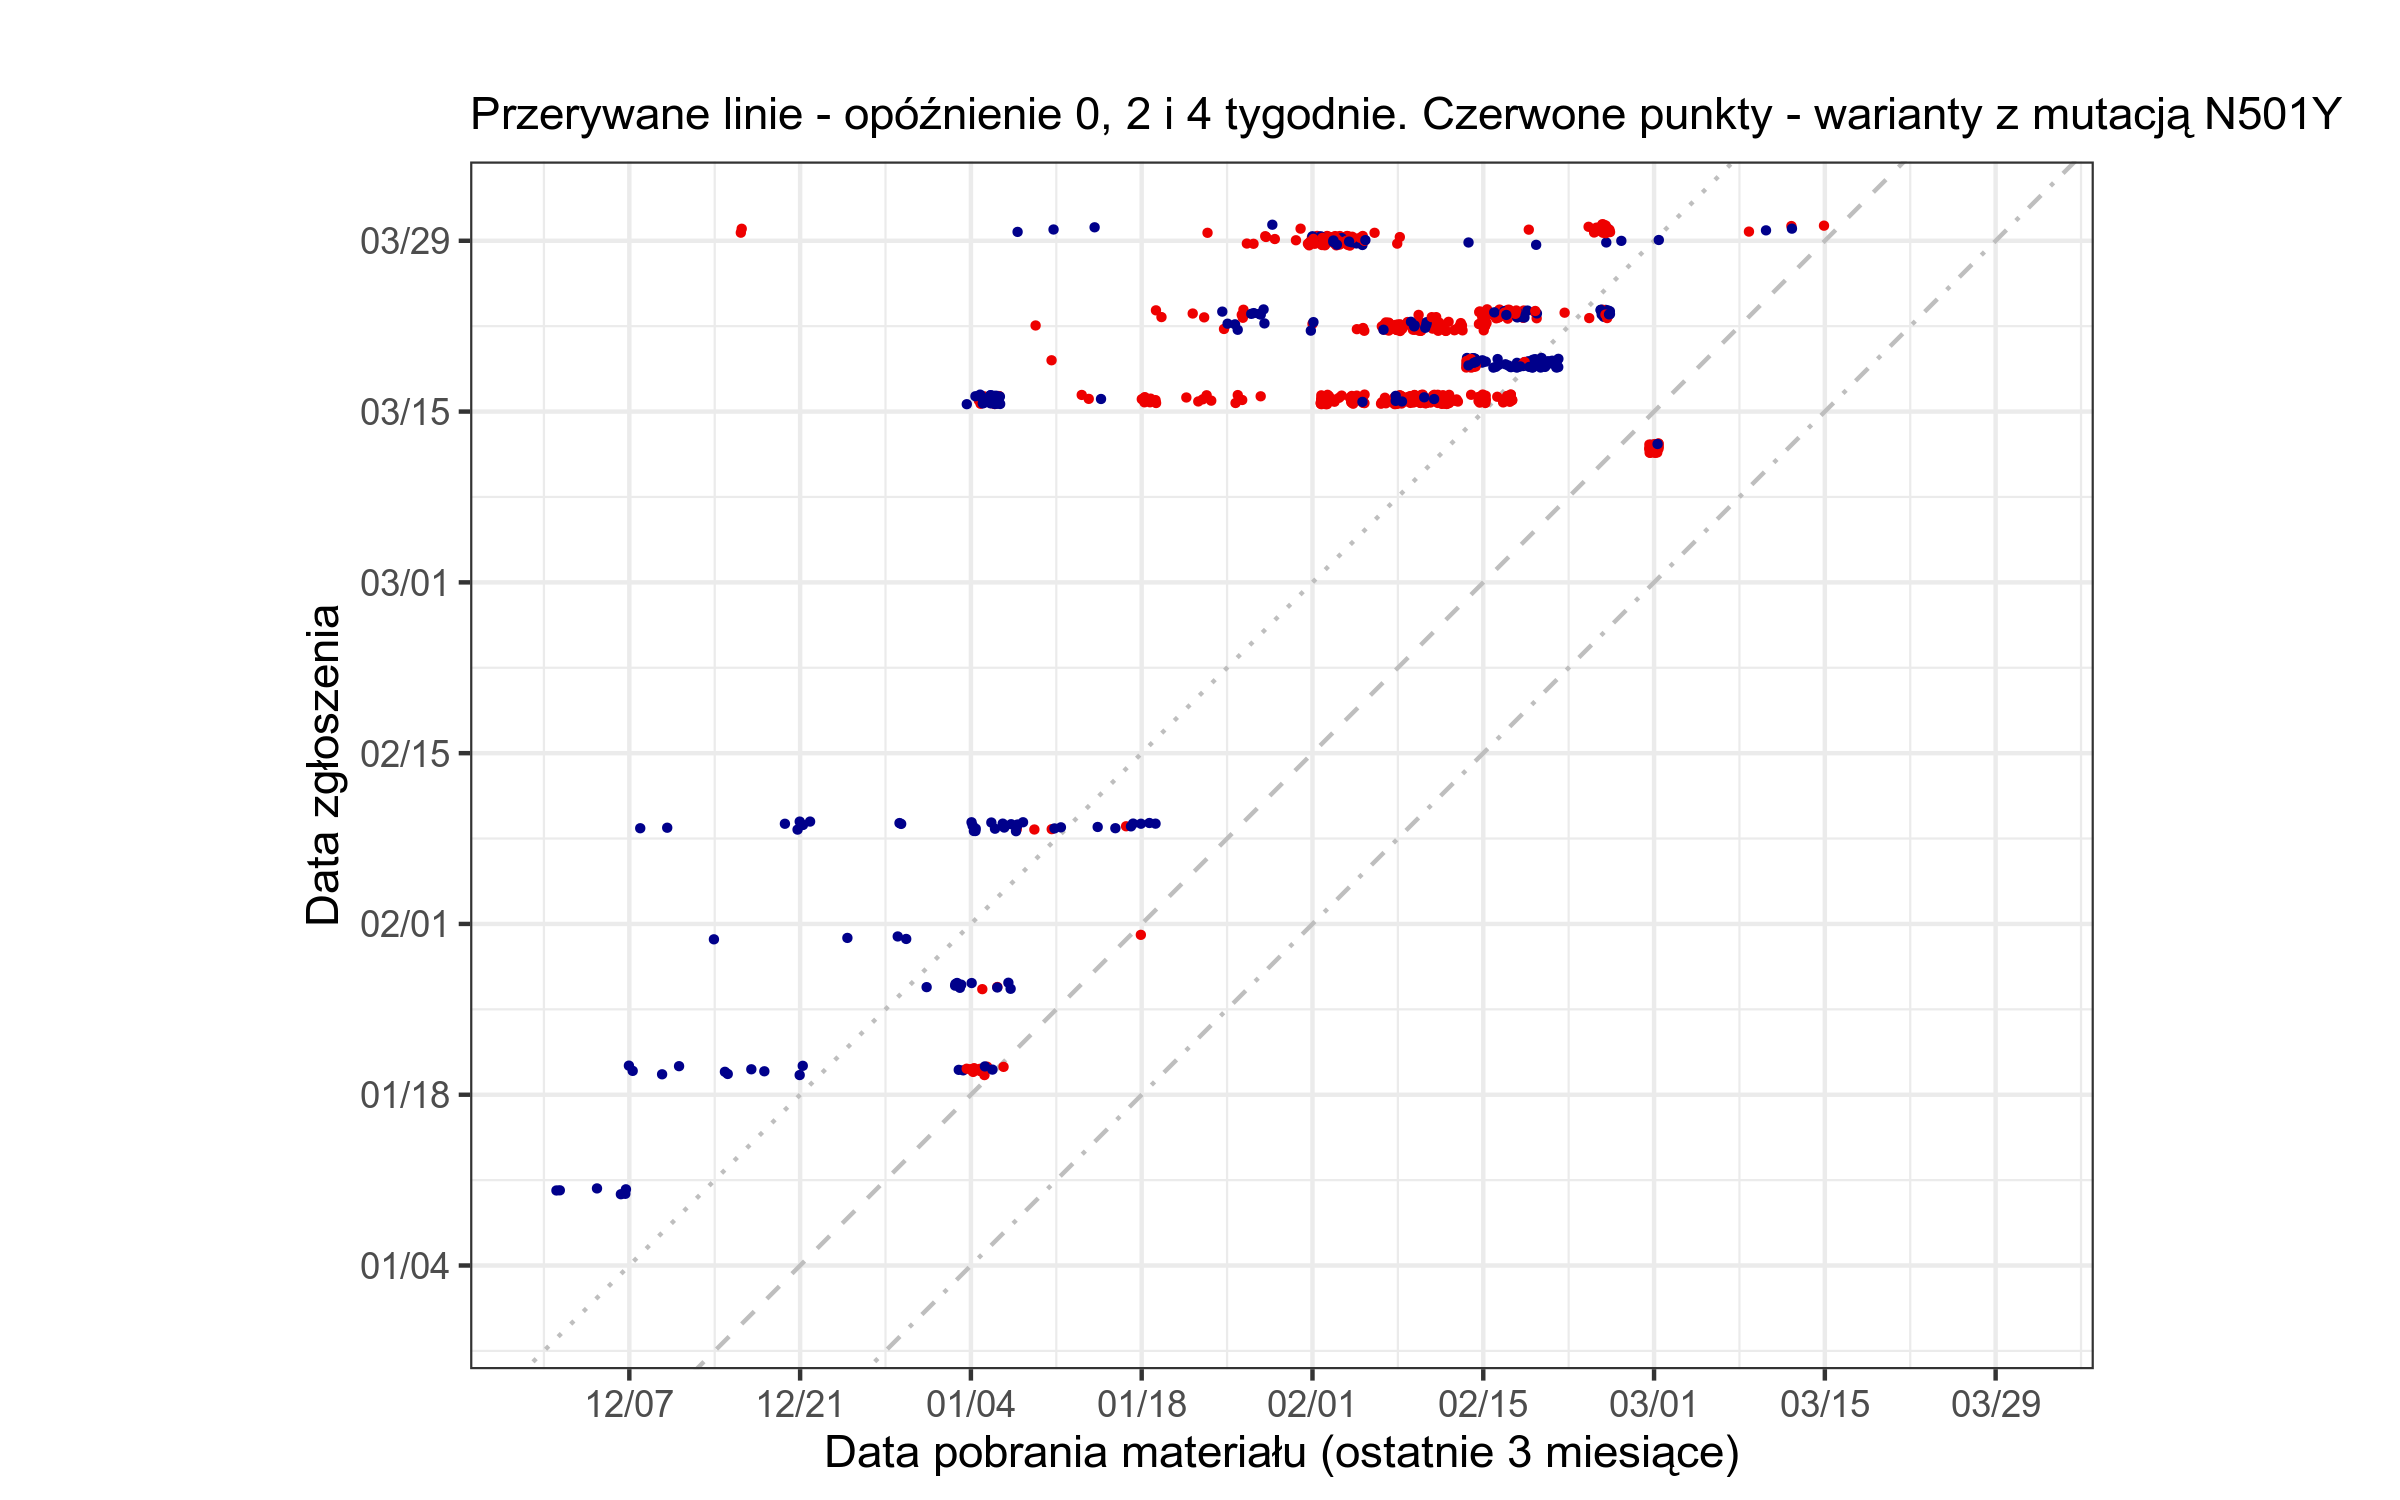 Przerywane linie - opóźnienie 0, 2 i 4 tygodnie. Czerwone punkty - warianty z mutacją N501Y
Data zgłoszenia
03/29
03/15
03/01
02/15
02/01
01/18
01/04
12/07 12/21 01/04 01/18 02/01 02/15 03/01 03/15 03/29
Data pobrania materiału (ostatnie 3 miesiące)